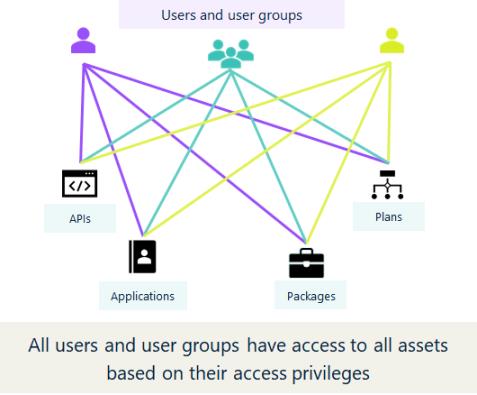 Users and user groups
</>
APIs
Plans
Applications
Packages
All users and user groups have access to all assets
based on their access privileges